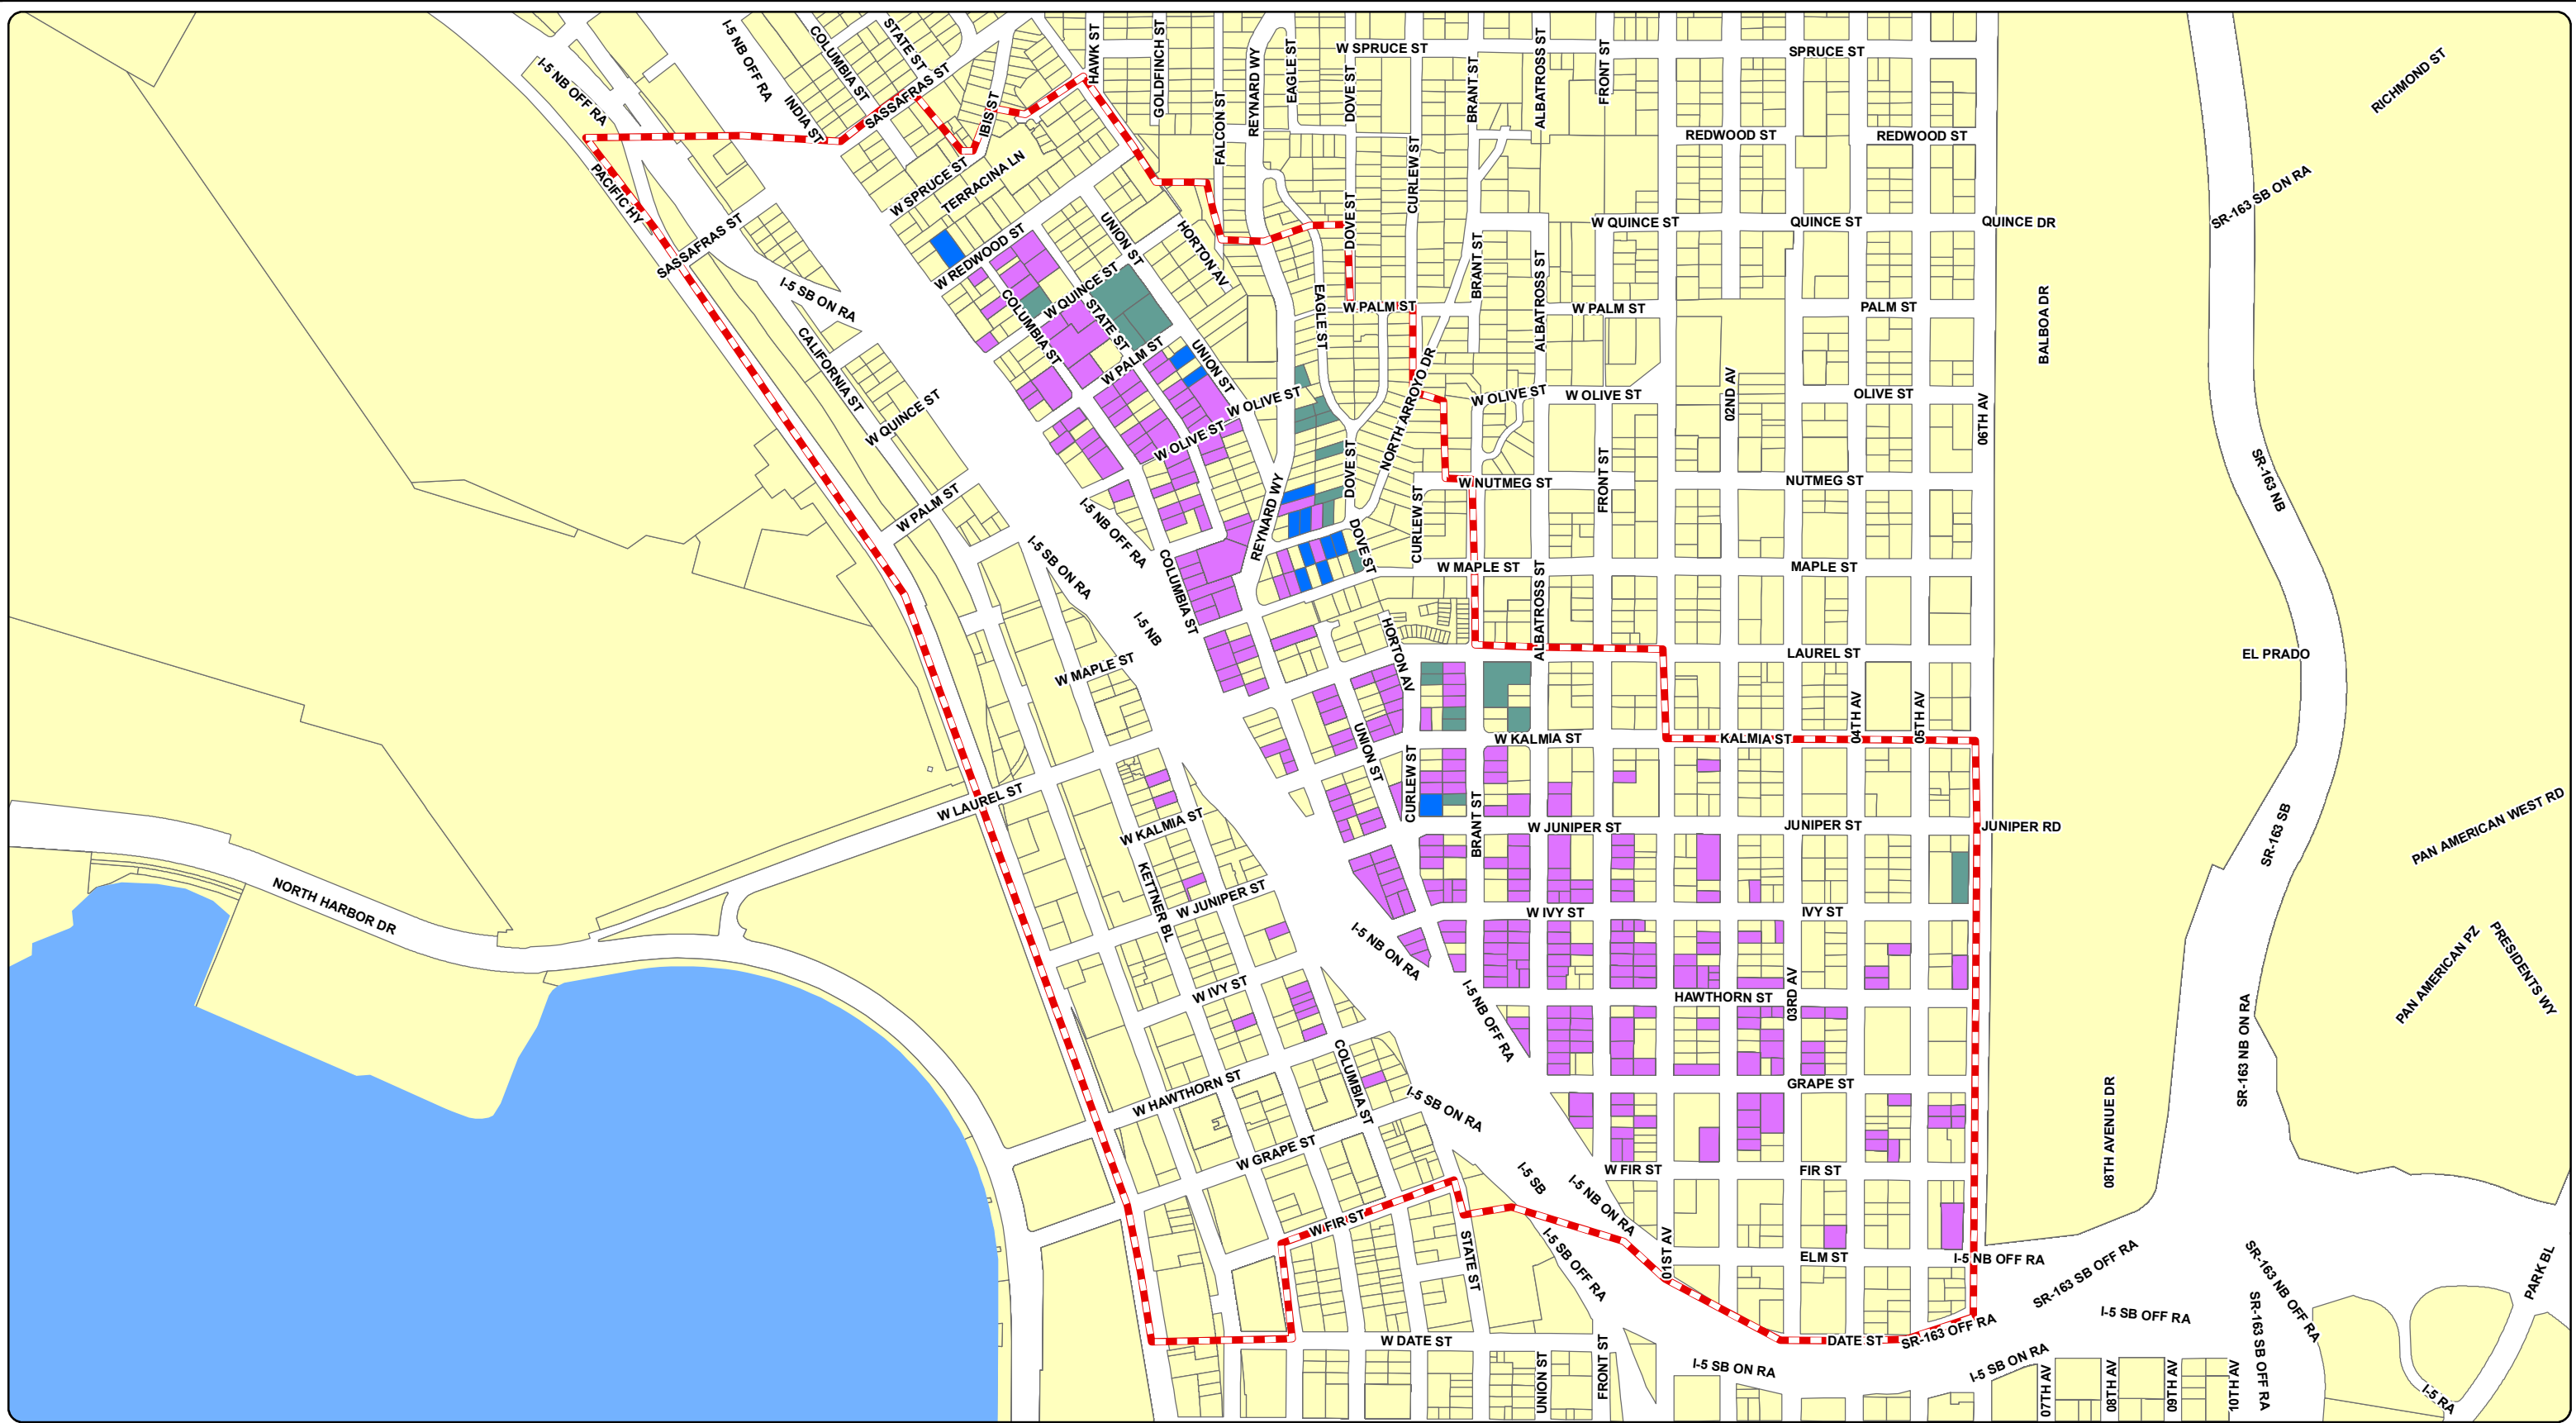 I-5 NB OFF RA
COLUMBIA ST
STATE ST
HAWK ST
GOLDFINCH ST
REYNARD WY
EAGLE ST
W SPRUCE ST
ALBATROSS ST
FRONT ST
SPRUCE ST
RICHMOND ST
I-5 NB OFF RA
INDIA ST
SASSAFRAS ST
IBIS ST
FALCON ST
DOVE ST
BRANT ST
REDWOOD ST
REDWOOD ST
PACIFIC HY
W SPRUCE ST
TERRACINA LN
CURLEW ST
DOVE ST
SR-163 SB ON RA
SASSAFRAS ST
W REDWOOD ST
UNION ST
HORTON AV
W QUINCE ST
QUINCE ST
QUINCE DR
BRANT ST
ALBATROSS ST
I-5 SB ON RA
COLUMBIA ST
W QUINCE ST
STATE ST
EAGLE ST
W PALM ST
W PALM ST
PALM ST
BALBOA DR
CALIFORNIA ST
W PALM ST
UNION ST
NORTH ARROYO DR
W QUINCE ST
W OLIVE ST
W OLIVE ST
W OLIVE ST
W OLIVE ST
02ND AV
OLIVE ST
06TH AV
DOVE ST
W NUTMEG ST
FRONT ST
NUTMEG ST
SR-163 NB
W PALM ST
I-5 NB OFF RA
REYNARD WY
CURLEW ST
DOVE ST
I-5 SB ON RA
COLUMBIA ST
W MAPLE ST
ALBATROSS ST
MAPLE ST
I-5 NB
HORTON AV
LAUREL ST
EL PRADO
W MAPLE ST
UNION ST
W KALMIA ST
KALMIA ST
04TH AV
05TH AV
W LAUREL ST
CURLEW ST
BRANT ST
W KALMIA ST
W JUNIPER ST
JUNIPER ST
JUNIPER RD
SR-163 SB
PAN AMERICAN WEST RD
NORTH HARBOR DR
KETTNER BL
W JUNIPER ST
W IVY ST
IVY ST
I-5 NB ON RA
PAN AMERICAN PZ
PRESIDENTS WY
W IVY ST
I-5 NB OFF RA
HAWTHORN ST
03RD AV
SR-163 NB ON RA
COLUMBIA ST
W HAWTHORN ST
I-5 SB ON RA
GRAPE ST
08TH AVENUE DR
W GRAPE ST
I-5 SB
W FIR ST
FIR ST
I-5 NB ON RA
W FIR ST
STATE ST
I-5 SB OFF RA
01ST AV
ELM ST
I-5 NB OFF RA
SR-163 SB OFF RA
SR-163 NB OFF RA
PARK BL
I-5 SB OFF RA
SR-163 SB OFF RA
W DATE ST
DATE ST
SR-163 OFF RA
UNION ST
FRONT ST
I-5 SB ON RA
I-5 SB ON RA
07TH AV
08TH AV
09TH AV
10TH AV
I-5 RA